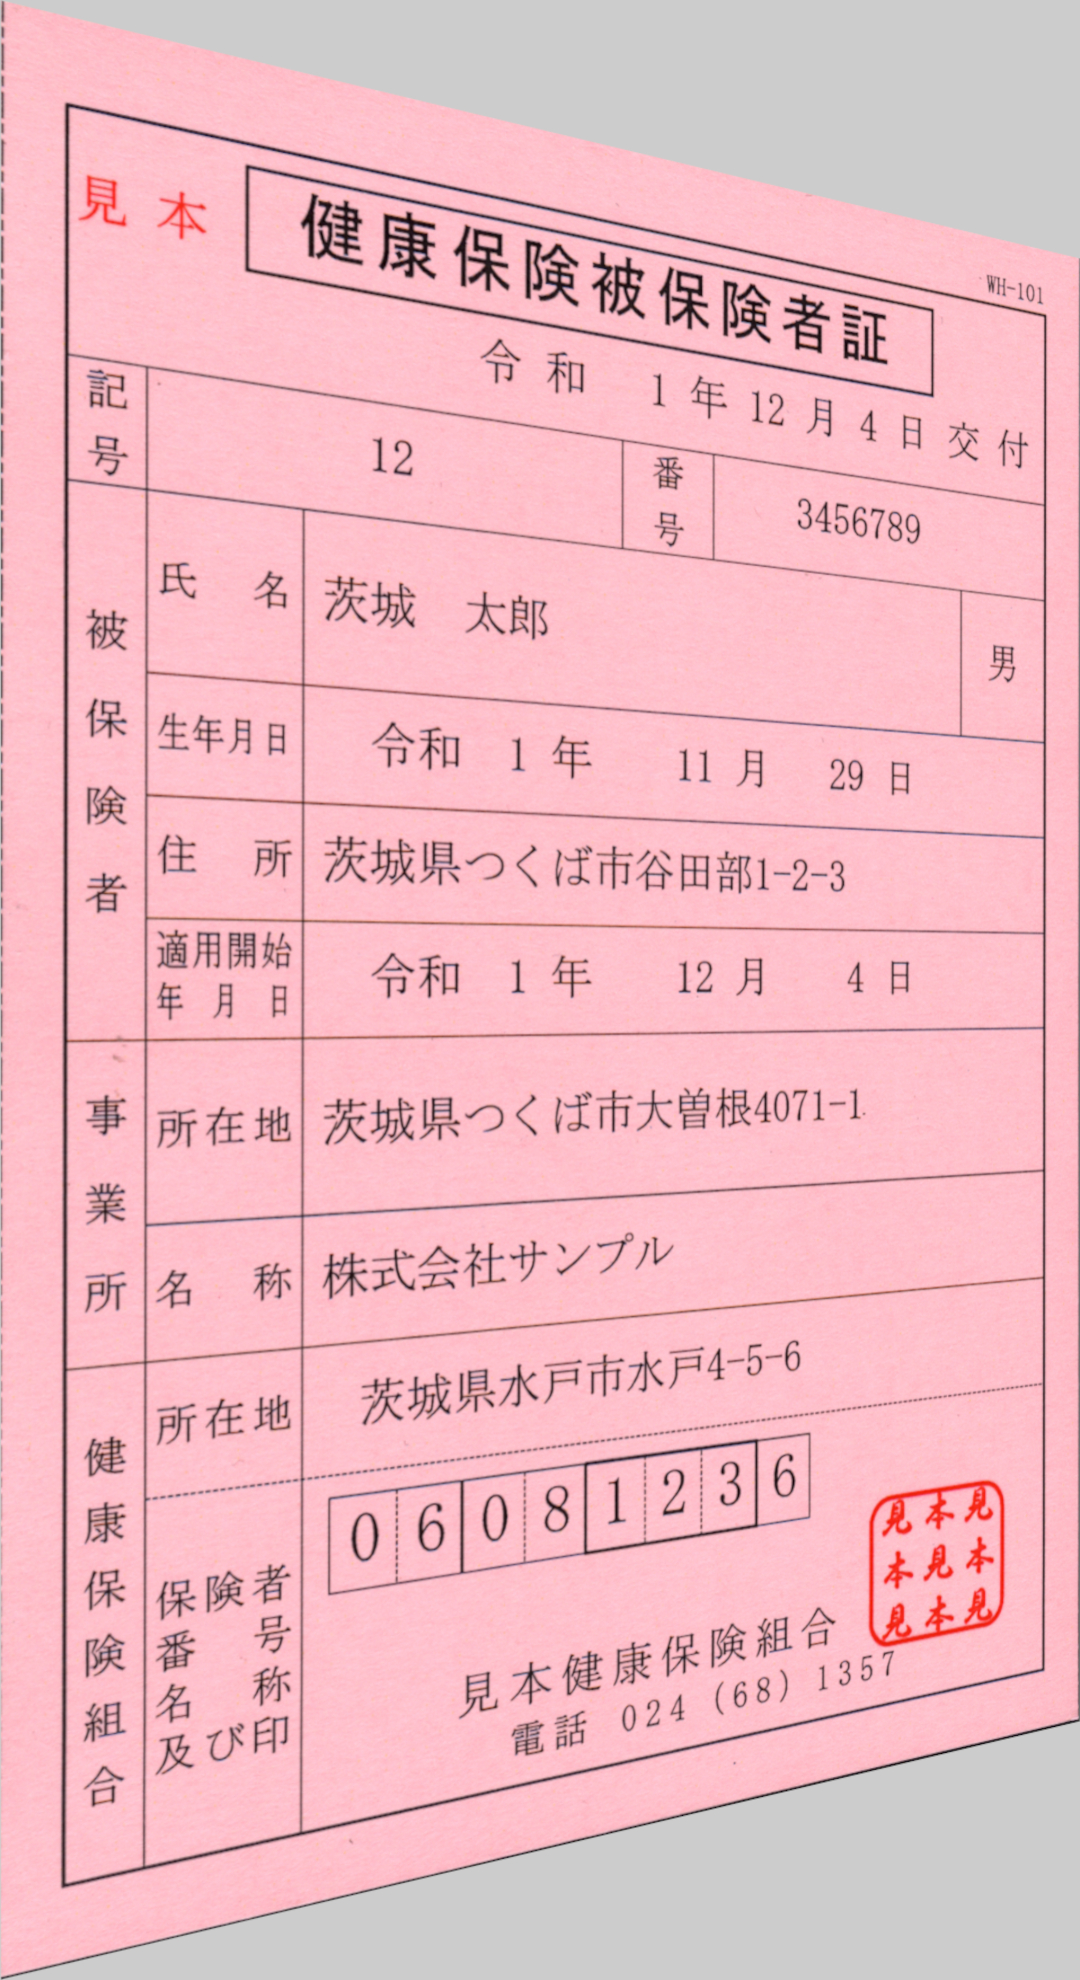 WH-101
見本 健康保険被保険者証
令和 1年12月4日交付
記号 12 番号 3456789
被保険者
氏名 茨城 太郎 男
生年月日 令和 1年 11月 29日
住所 茨城県つくば市谷田部1-2-3
適用開始年月日 令和 1年 12月 4日
事業所
所在地 茨城県つくば市大曽根4071-1
名称 株式会社サンプル
健康保険組合
所在地 茨城県水戸市水戸4-5-6
保険者番号名称及び印 06081236
見本健康保険組合
電話 024(68)1357
見本見
本見本
見本見